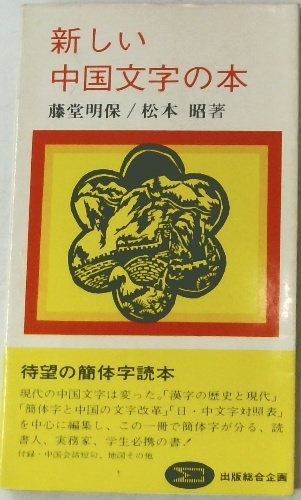 新しい
中国文字の本
藤堂明保/松本 昭著
待望の簡体字読本
現代の中国文字は変った。「漢字の歴史と現代」
「簡体字と中国の文字改革」「日・中文字対照表」
を中心に編集し、この一冊で簡体字が分る、読
書人、実務家、学生必携の書!
付録・中国会話短句、地図その他
出版総合企画